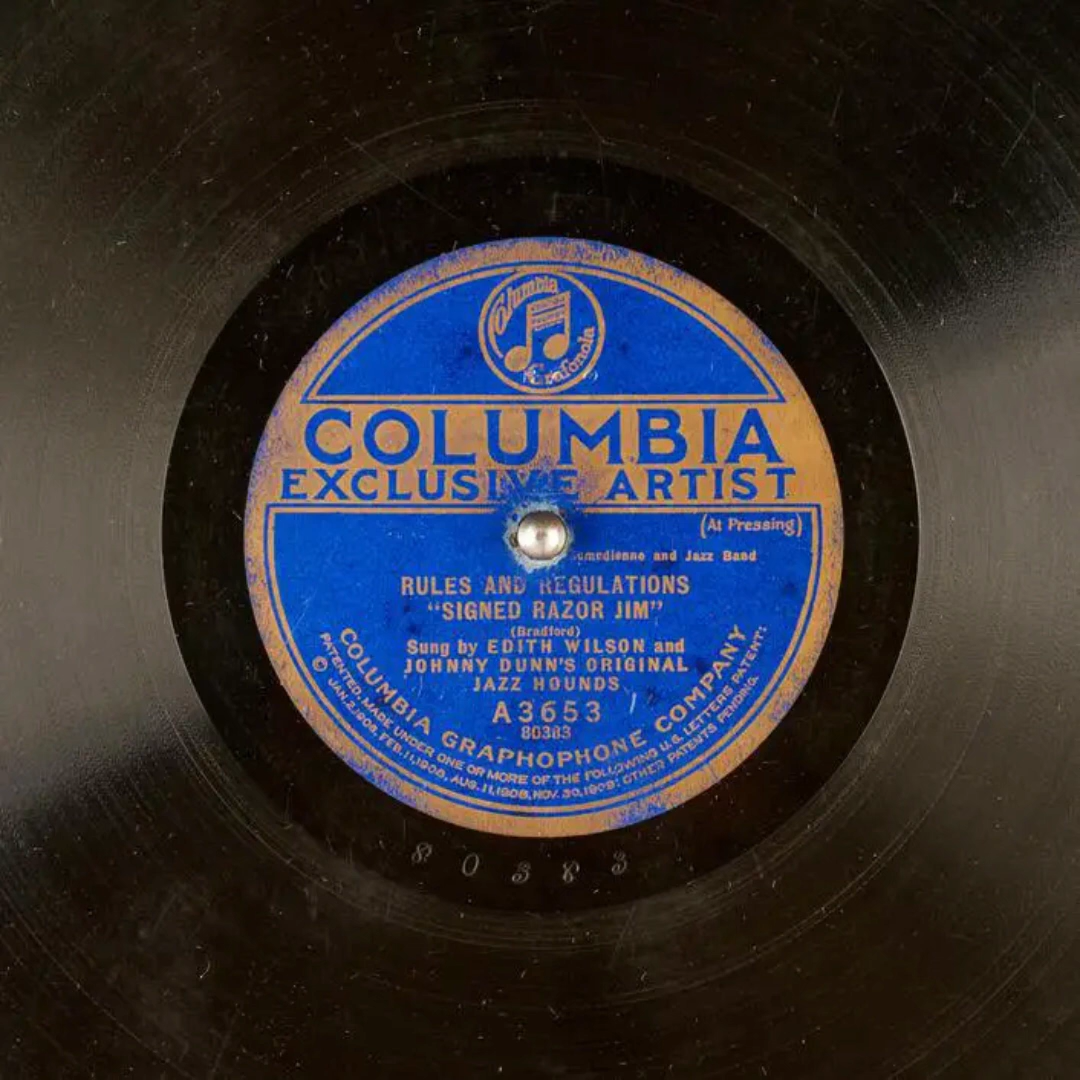 Columbia
Grafonola
COLUMBIA
EXCLUSIVE ARTIST
(At Pressing)
and Jazz Band
RULES AND REGULATIONS
“SIGNED RAZOR JIM”
(Bradford)
Sung by EDITH WILSON and
JOHNNY DUNN'S ORIGINAL
JAZZ HOUNDS
A3653
80383
COLUMBIA GRAPHOPHONE COMPANY
PATENTED, MADE UNDER ONE OR MORE OF THE FOLLOWING U.S. LETTERS PATENT:
JAN.2,1906, FEB.11,1908, AUG.11,1908, NOV.30,1909; OTHER PATENTS PENDING.
80383